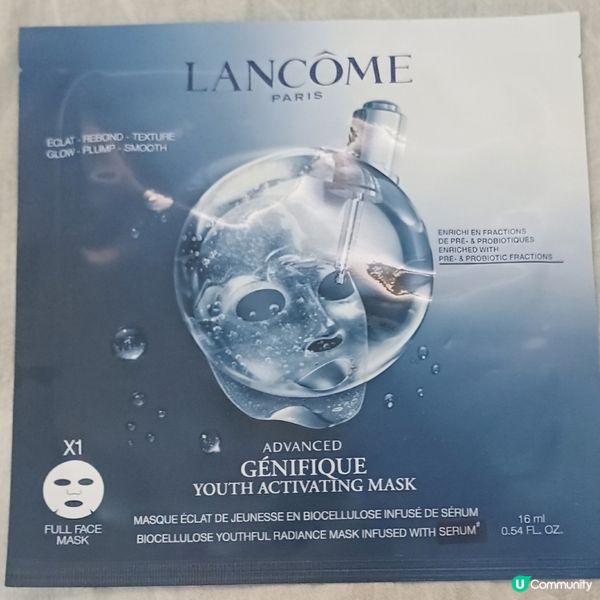 LANCÔME
PARIS
ÉCLAT - REBOND - TEXTURE
GLOW - PLUMP - SMOOTH
ENRICHI EN FRACTIONS
DE PRÉ- & PROBIOTIQUES
ENRICHED WITH
PRE- & PROBIOTIC FRACTIONS
X1
FULL FACE
MASK
ADVANCED
GÉNIFIQUE
YOUTH ACTIVATING MASK
MASQUE ÉCLAT DE JEUNESSE EN BIOCELLULOSE INFUSÉ DE SÉRUM
BIOCELLULOSE YOUTHFUL RADIANCE MASK INFUSED WITH SERUM#
16 ml
0.54 FL. OZ.
U Community